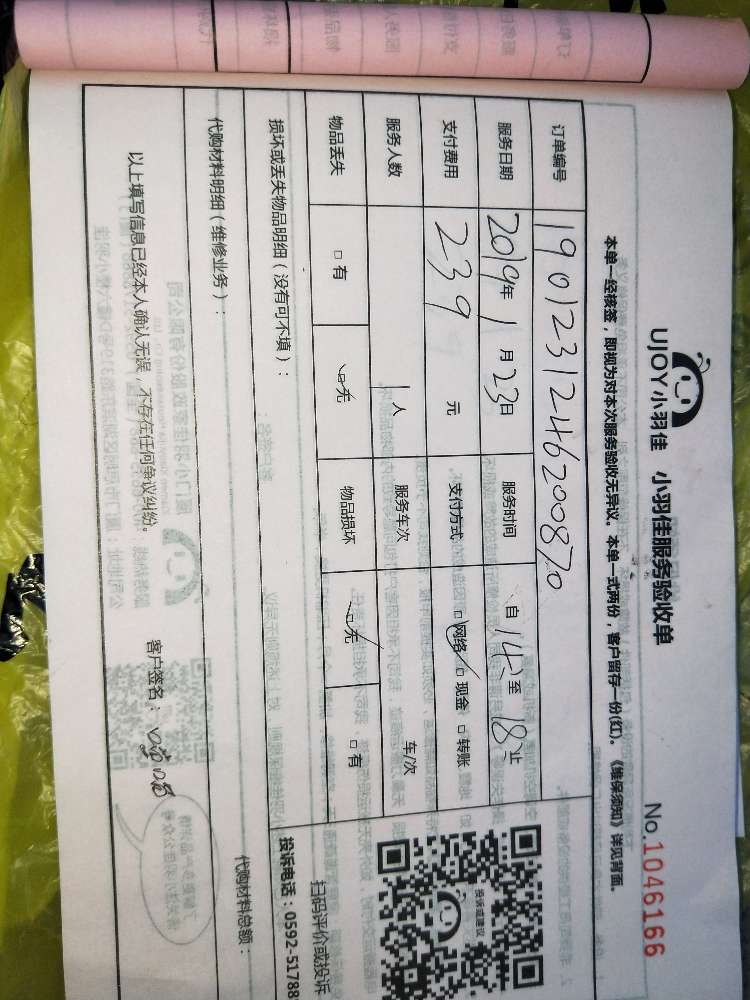 UJOY小羽佳 小羽佳服务验收单
No.1046166
本单一经核签，即视为对本次服务验收无异议。本单一式两份，客户留存一份(红)。《维保须知》详见背面。
订单编号 190123124620087​0
服务日期 2019年 1月 23日 服务时间 自 14 至 18 止
支付费用 239 元 支付方式 □网络 □现金 □转账
服务人数 1人 服务车次 车/次
物品丢失 □有 □无 物品损坏 □无 □有
投诉或建议
扫码评价或投诉
投诉电话：0592-51788
损坏或丢失物品明细（没有可不填）：
代购材料明细（维修业务）：
代购材料总额：
以上填写信息已经本人确认无误，不存在任何争议纠纷。
客户签名：